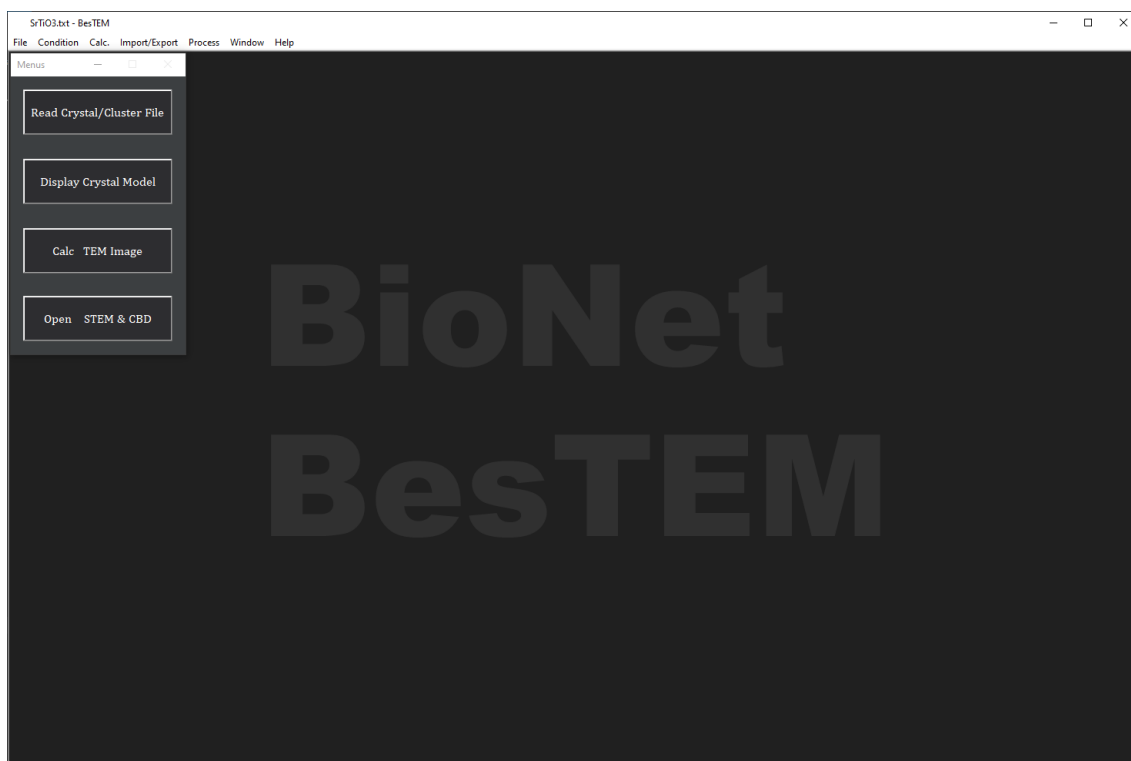 SrTiO3.txt - BesTEM
File Condition Calc. Import/Export Process Window Help
Menus
Read Crystal/Cluster File
Display Crystal Model
Calc TEM Image
Open STEM & CBD
BioNet
BesTEM